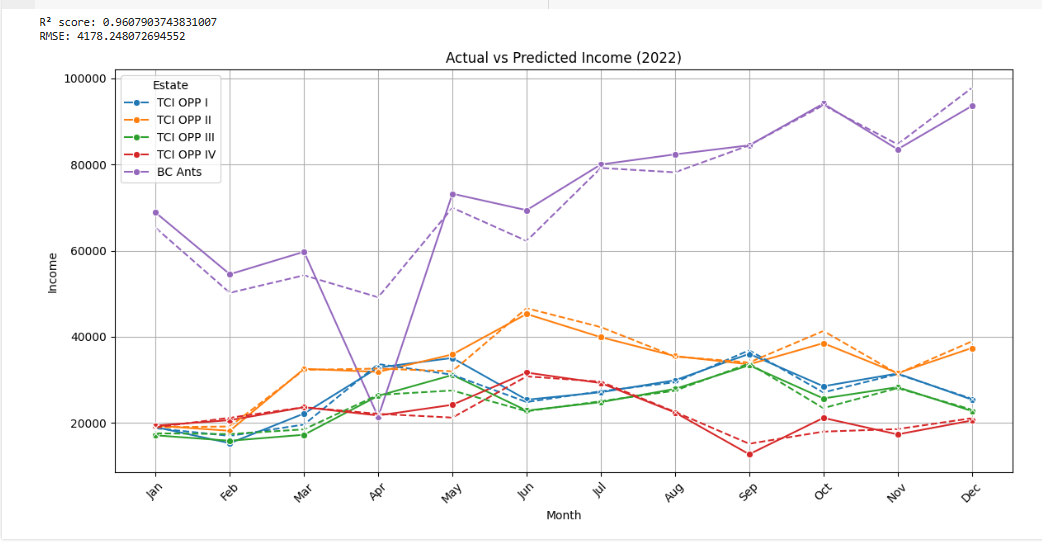 R² score: 0.9607903743831007
RMSE: 4178.248072694552
Actual vs Predicted Income (2022)
Estate
TCI OPP I
TCI OPP II
TCI OPP III
TCI OPP IV
BC Ants
100000
80000
60000
40000
20000
Income
Jan Feb Mar Apr May Jun Jul Aug Sep Oct Nov Dec
Month